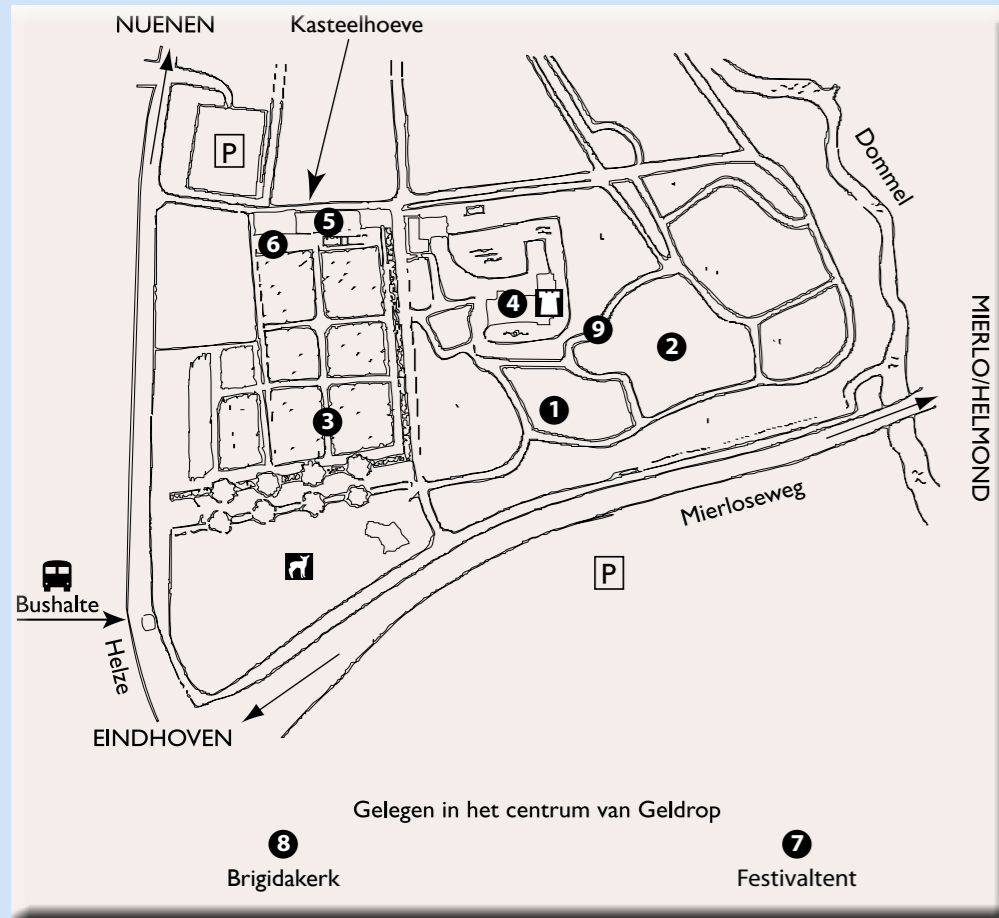 NUENEN
Kasteelhoeve
P
Dommel
5
6
4
9
2
1
3
MIERLO/HELMOND
Mierloseweg
P
Bushalte
Helze
EINDHOVEN
Gelegen in het centrum van Geldrop
8
7
Brigidakerk
Festivaltent